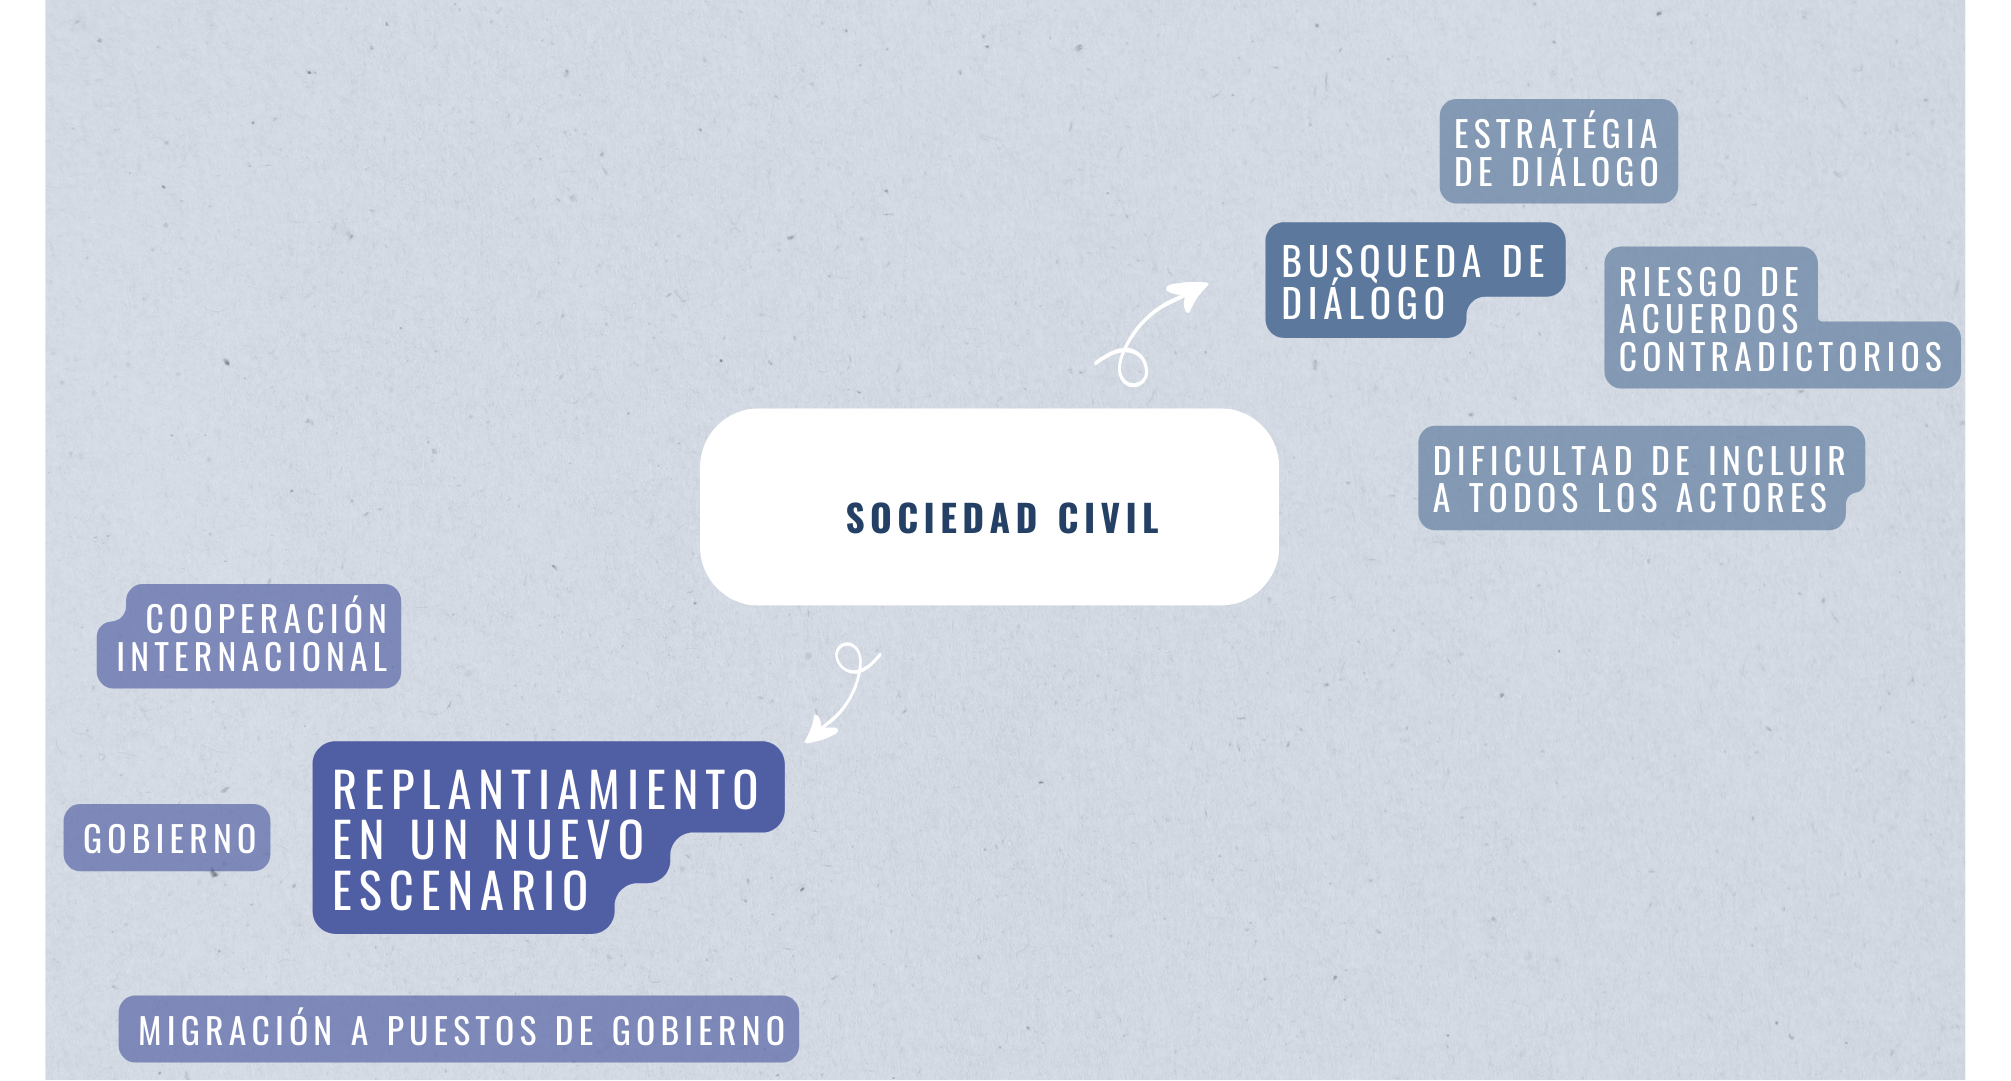 ESTRATÉGIA
DE DIÁLOGO
BUSQUEDA DE
DIÁLOGO
RIESGO DE
ACUERDOS
CONTRADICTORIOS
DIFICULTAD DE INCLUIR
A TODOS LOS ACTORES
SOCIEDAD CIVIL
COOPERACIÓN
INTERNACIONAL
REPLANTIAMIENTO
EN UN NUEVO
ESCENARIO
GOBIERNO
MIGRACIÓN A PUESTOS DE GOBIERNO